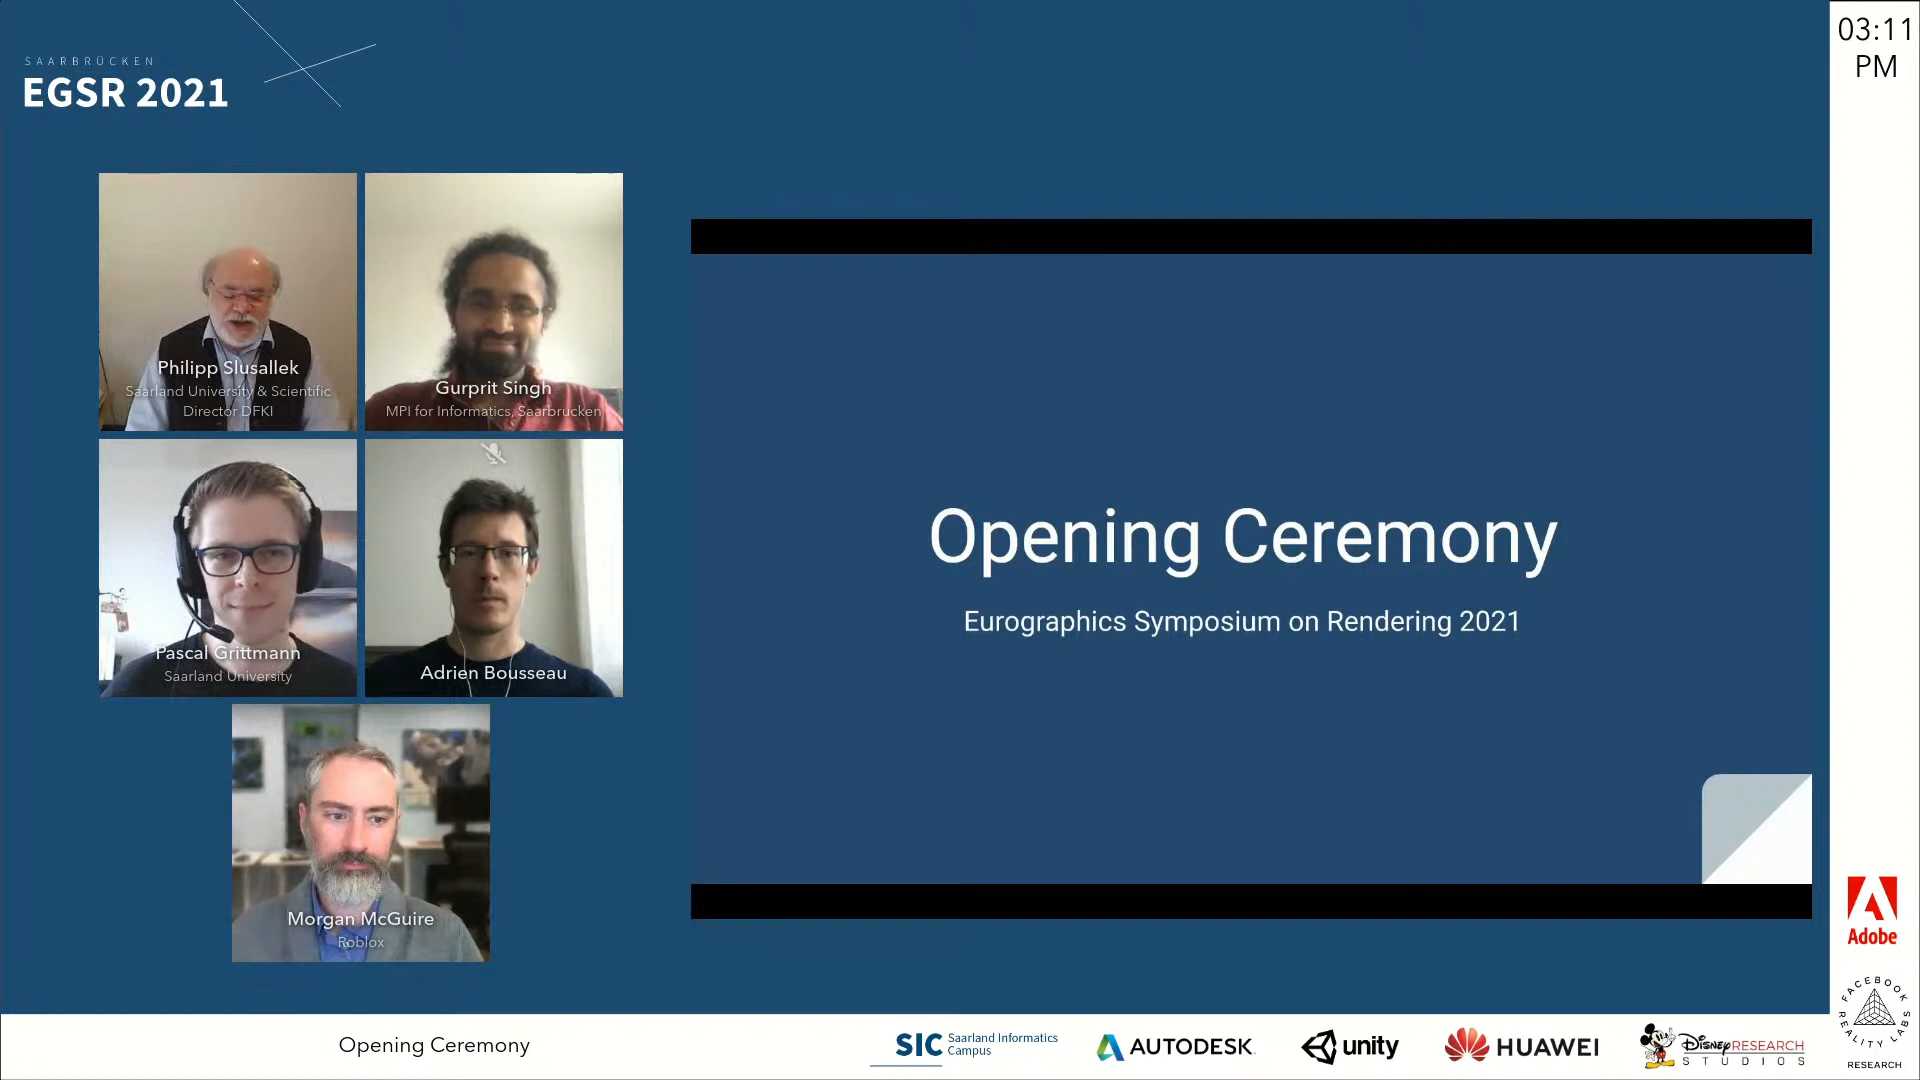 SAARBRÜCKEN
EGSR 2021
03:11
PM
Philipp Slusallek
Saarland University & Scientific
Director DFKI
Gurprit Singh
MPI for Informatics, Saarbrucken
Pascal Grittmann
Saarland University
Adrien Bousseau
Morgan McGuire
Roblox
Opening Ceremony
Eurographics Symposium on Rendering 2021
Adobe
FACEBOOK
REALITY LABS
RESEARCH
Opening Ceremony
SIC Saarland Informatics
Campus
AUTODESK
unity
HUAWEI
DISNEYRESEARCH
STUDIOS